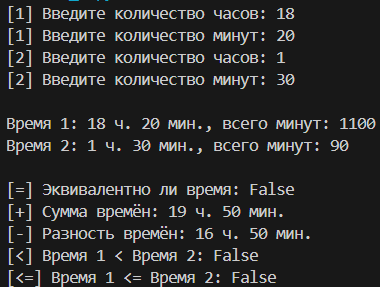 [1] Введите количество часов: 18
[1] Введите количество минут: 20
[2] Введите количество часов: 1
[2] Введите количество минут: 30
Время 1: 18 ч. 20 мин., всего минут: 1100
Время 2: 1 ч. 30 мин., всего минут: 90
[=] Эквивалентно ли время: False
[+] Сумма времён: 19 ч. 50 мин.
[-] Разность времён: 16 ч. 50 мин.
[<] Время 1 < Время 2: False
[<=] Время 1 <= Время 2: False